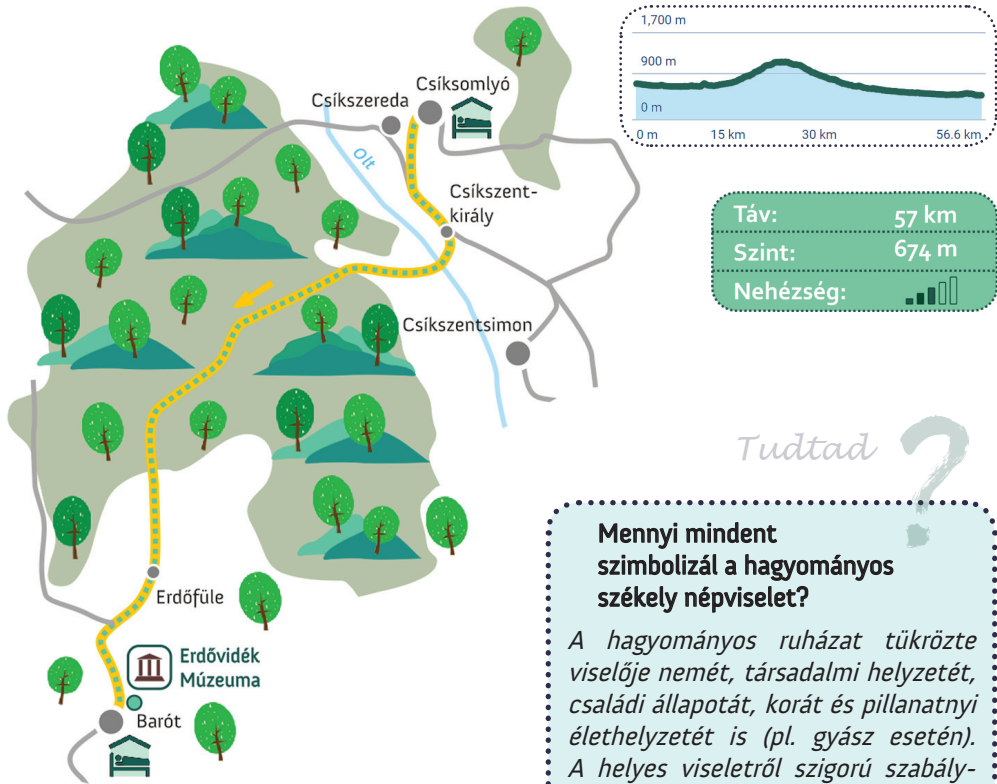 1,700 m
900 m
0 m
0 m 15 km 30 km 56.6 km
Csíksomlyó
Csíkszereda
Olt
Csíkszent-
király
Csíkszentsimon
Erdőfüle
Erdővidék
Múzeuma
Barót
Táv: 57 km
Szint: 674 m
Nehézség:
Tudtad ?
Mennyi mindent
szimbolizál a hagyományos
székely népviselet?
A hagyományos ruházat tükrözte
viselője nemét, társadalmi helyzetét,
családi állapotát, korát és pillanatnyi
élethelyzetét is (pl. gyász esetén).
A helyes viseletről szigorú szabály-